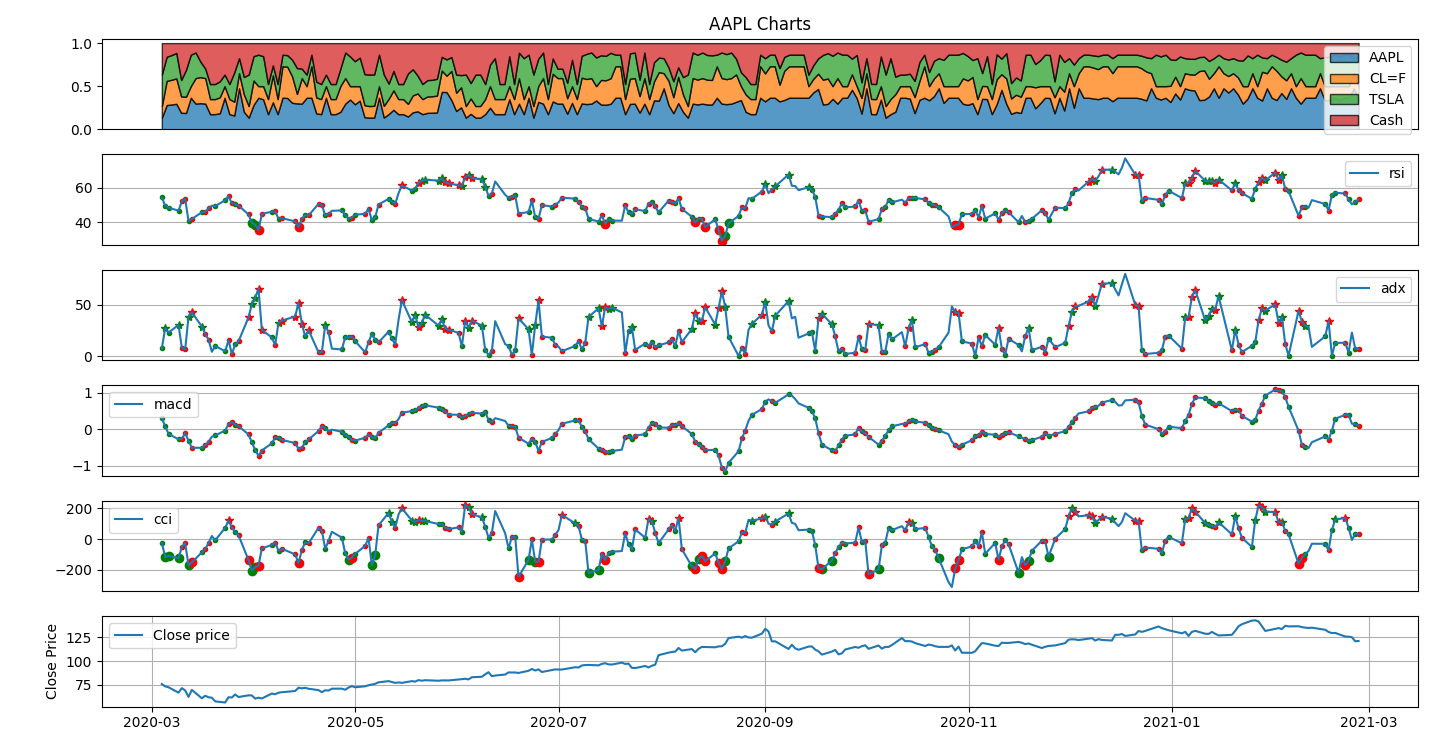 AAPL Charts
1.0
0.5
0.0
AAPL
CL=F
TSLA
Cash
60
40
rsi
50
0
adx
1
0
−1
macd
200
0
−200
cci
125
100
75
Close Price
Close price
2020-03
2020-05
2020-07
2020-09
2020-11
2021-01
2021-03